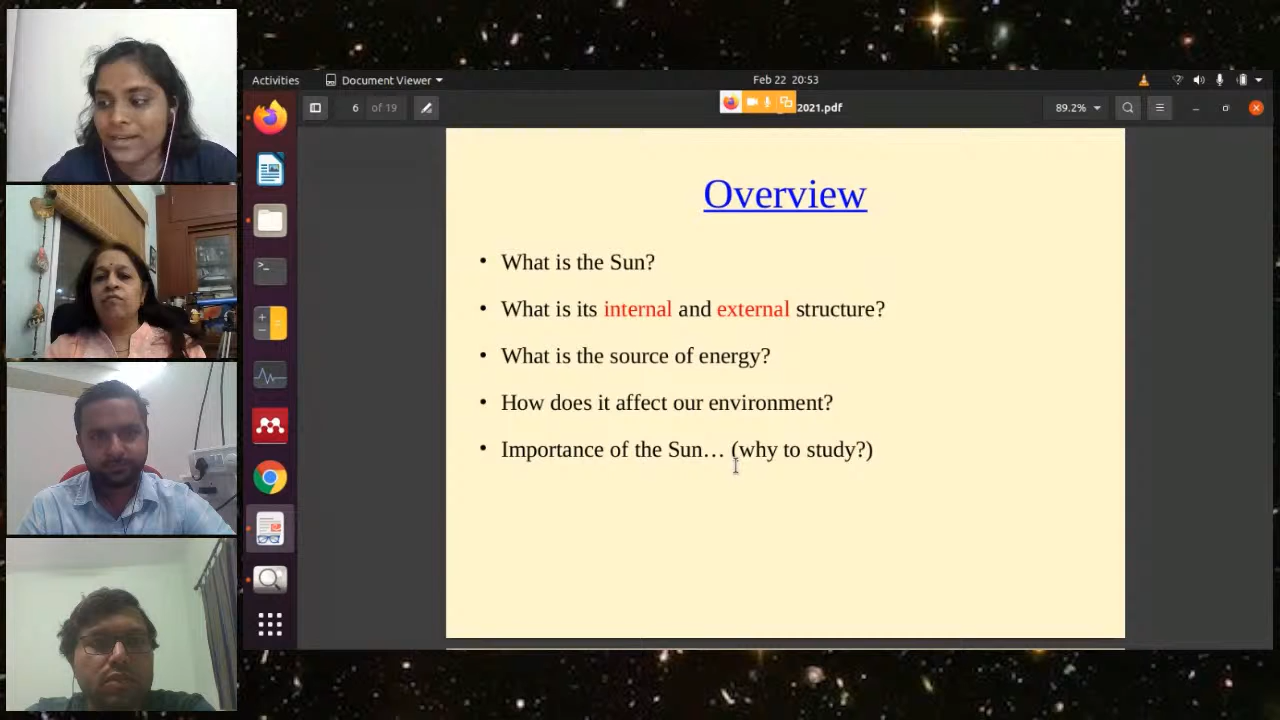 Activities
Document Viewer
Feb 22 20:53
6 of 19
2021.pdf
89.2%
Overview
• What is the Sun?
• What is its internal and external structure?
• What is the source of energy?
• How does it affect our environment?
• Importance of the Sun… (why to study?)